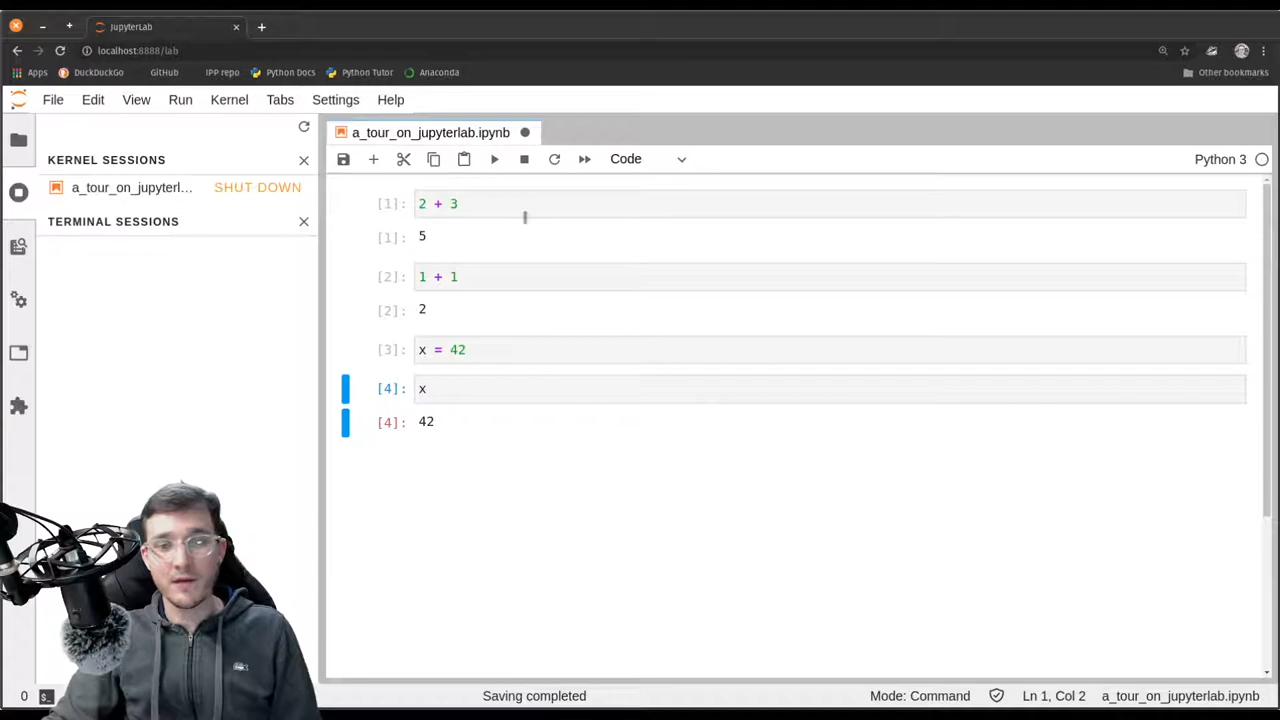 JupyterLab
localhost:8888/lab
Apps DuckDuckGo GitHub IPP repo Python Docs Python Tutor Anaconda Other bookmarks
File Edit View Run Kernel Tabs Settings Help
KERNEL SESSIONS
a_tour_on_jupyterl... SHUT DOWN
TERMINAL SESSIONS
a_tour_on_jupyterlab.ipynb
Code Python 3
[1]: 2 + 3
[1]: 5
[2]: 1 + 1
[2]: 2
[3]: x = 42
[4]: x
[4]: 42
0 $_ Saving completed Mode: Command Ln 1, Col 2 a_tour_on_jupyterlab.ipynb